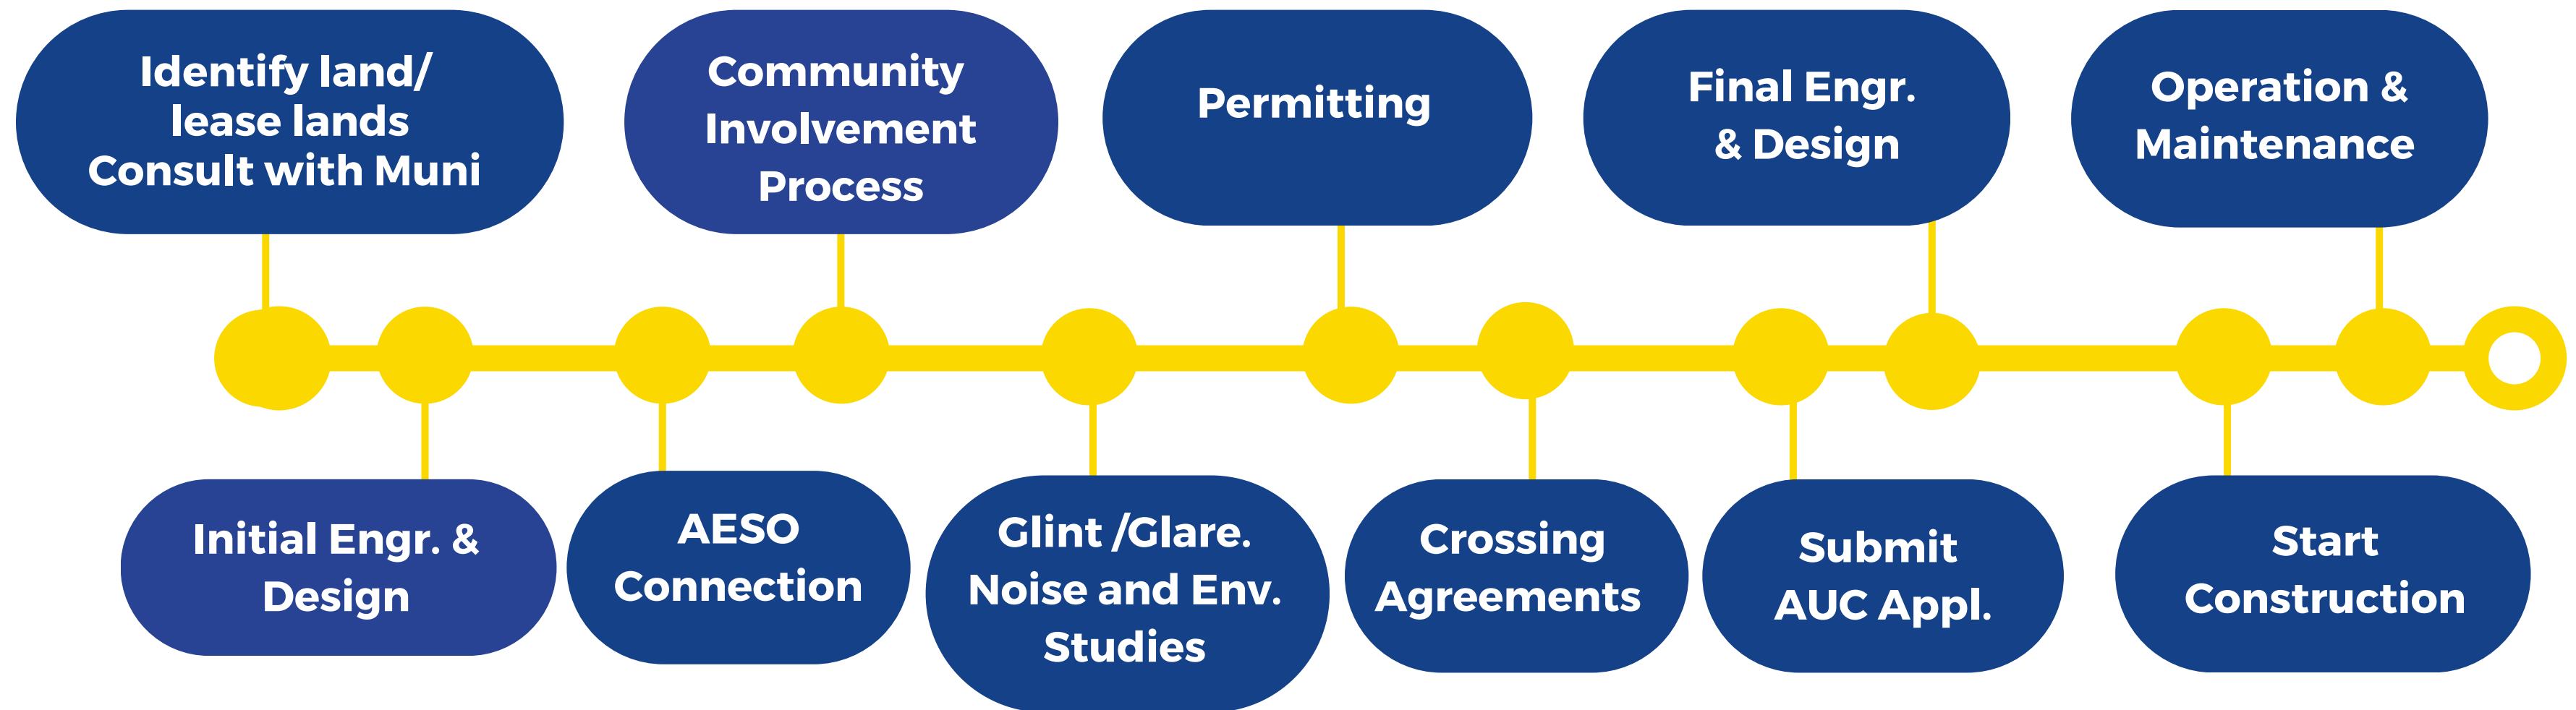 Identify land/
lease lands
Consult with Muni
Initial Engr. &
Design
AESO
Connection
Community
Involvement
Process
Glint /Glare.
Noise and Env.
Studies
Permitting
Crossing
Agreements
Submit
AUC Appl.
Final Engr.
& Design
Start
Construction
Operation &
Maintenance